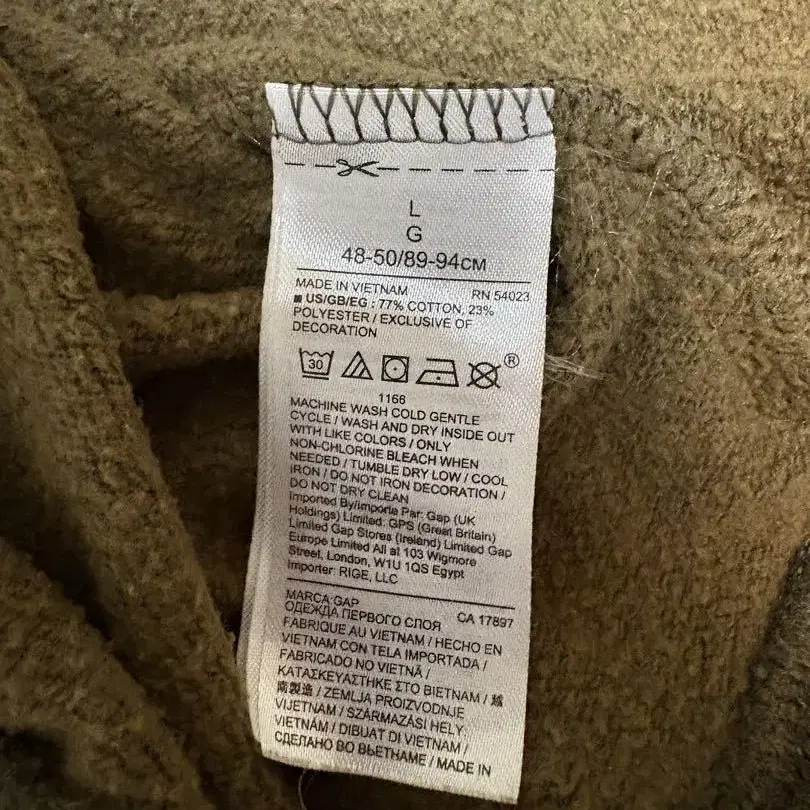 L
G
48-50/89-94CM
MADE IN VIETNAM RN 54023
■ US/GB/EG : 77% COTTON, 23%
POLYESTER / EXCLUSIVE OF
DECORATION
30 ®
1166
MACHINE WASH COLD GENTLE
CYCLE / WASH AND DRY INSIDE OUT
WITH LIKE COLORS / ONLY
NON-CHLORINE BLEACH WHEN
NEEDED / TUMBLE DRY LOW / COOL
IRON / DO NOT IRON DECORATION /
DO NOT DRY CLEAN
Imported By/Importe Par: Gap (UK
Holdings) Limited: GPS (Great Britain)
Limited Gap Stores (Ireland) Limited Gap
Europe Limited All at 103 Wigmore
Street, London, W1U 1QS Egypt
Importer: RIGE, LLC
MARCA:GAP CA 17897
ОДЕЖДА ПЕРВОГО СЛОЯ
FABRIQUE AU VIETNAM / HECHO EN
VIETNAM CON TELA IMPORTADA /
FABRICADO NO VIETNÃ /
ΚΑΤΑΣΚΕΥΑΣΤΗΚΕ ΣΤΟ ΒΙΕΤΝΑΜ / 越
南製造 / ZEMLJA PROIZVODNJE
VIJETNAM / SZÁRMAZÁSI HELY:
VIETNÁM / DIBUAT DI VIETNAM /
СДЕЛАНО ВО ВЬЕТНАМЕ / MADE IN